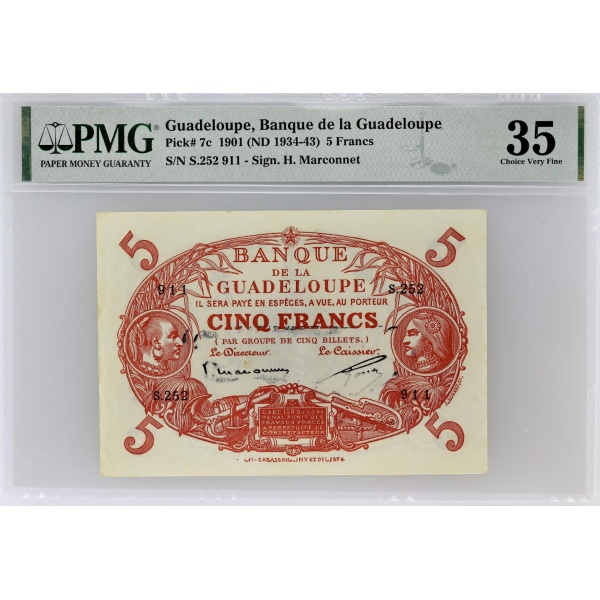 PMG
PAPER MONEY GUARANTY
Guadeloupe, Banque de la Guadeloupe
Pick# 7c 1901 (ND 1934-43) 5 Francs
S/N S.252 911 - Sign. H. Marconnet
35
Choice Very Fine
5
5
BANQUE
DE LA
GUADELOUPE
911
S.252
IL SERA PAYÉ EN ESPÈCES, A VUE, AU PORTEUR
CINQ FRANCS
(PAR GROUPE DE CINQ BILLETS.)
Le Directeur.
Le Caissier.
S.252
911
5
5